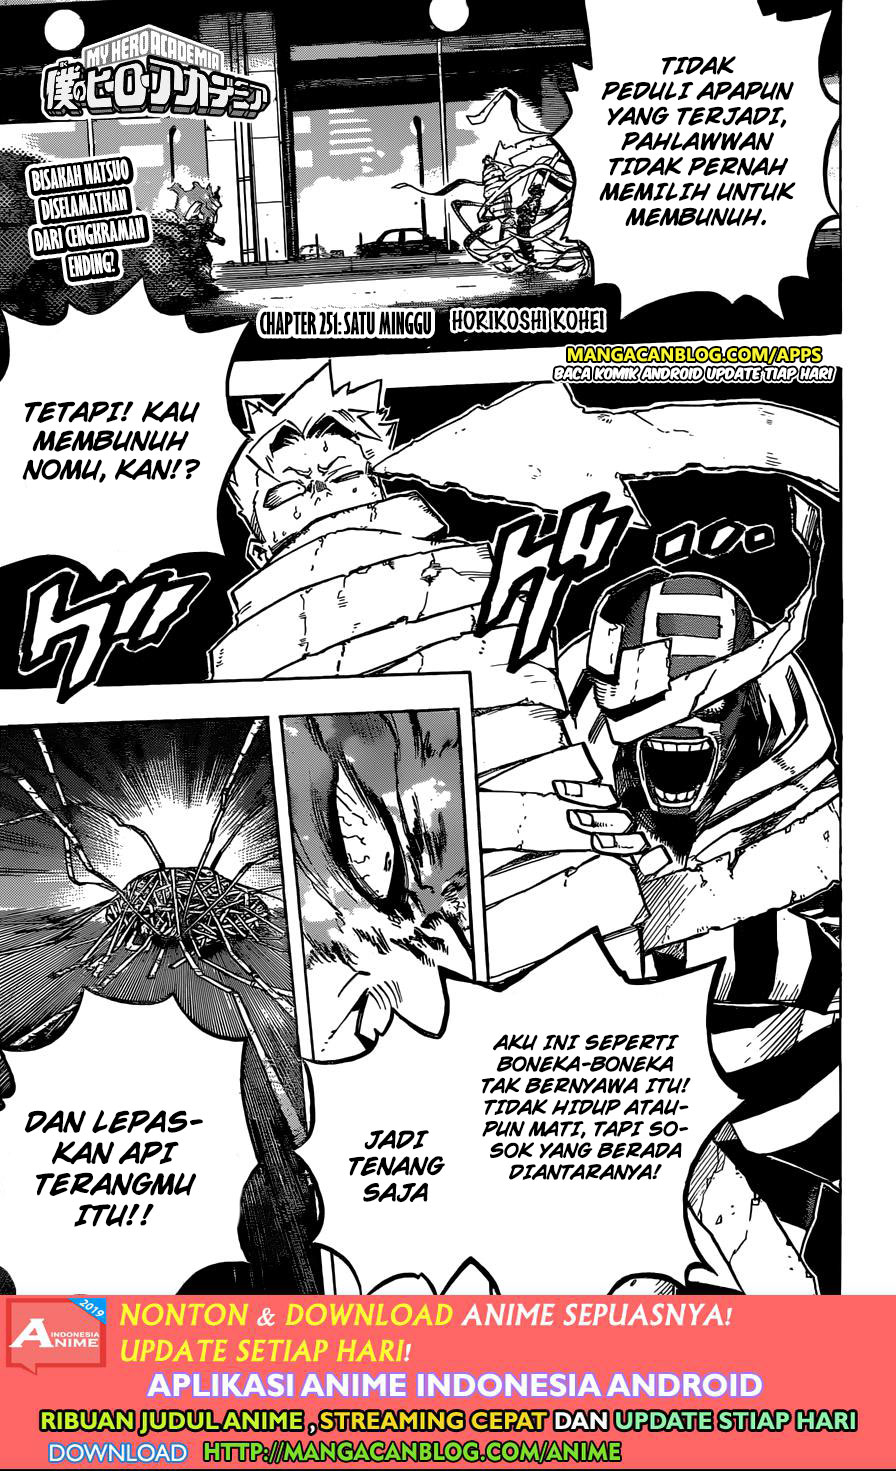 MY HERO ACADEMIA
僕のヒーローアカデミア
TIDAK
PEDULI APAPUN
YANG TERJADI,
PAHLAWWAN
TIDAK PERNAH
MEMILIH UNTUK
MEMBUNUH.
BISAKAH NATSUO
DISELAMATKAN
DARI CENGKRAMAN
ENDING?
CHAPTER 251: SATU MINGGU
HORIKOSHI KOHEI
MANGACANBLOG.COM/APPS
BACA KOMIK ANDROID UPDATE TIAP HARI
TETAPI! KAU
MEMBUNUH
NOMU, KAN!?
AKU INI SEPERTI
BONEKA-BONEKA
TAK BERNYAWA ITU!
TIDAK HIDUP ATAU-
PUN MATI, TAPI SO-
SOK YANG BERADA
DIANTARANYA!
JADI
TENANG
SAJA
DAN LEPAS-
KAN API
TERANGMU
ITU!!
2019
INDONESIA
ANIME
NONTON & DOWNLOAD ANIME SEPUASNYA!
UPDATE SETIAP HARI!
APLIKASI ANIME INDONESIA ANDROID
RIBUAN JUDUL ANIME , STREAMING CEPAT DAN UPDATE STIAP HARI
DOWNLOAD HTTP://MANGACANBLOG.COM/ANIME